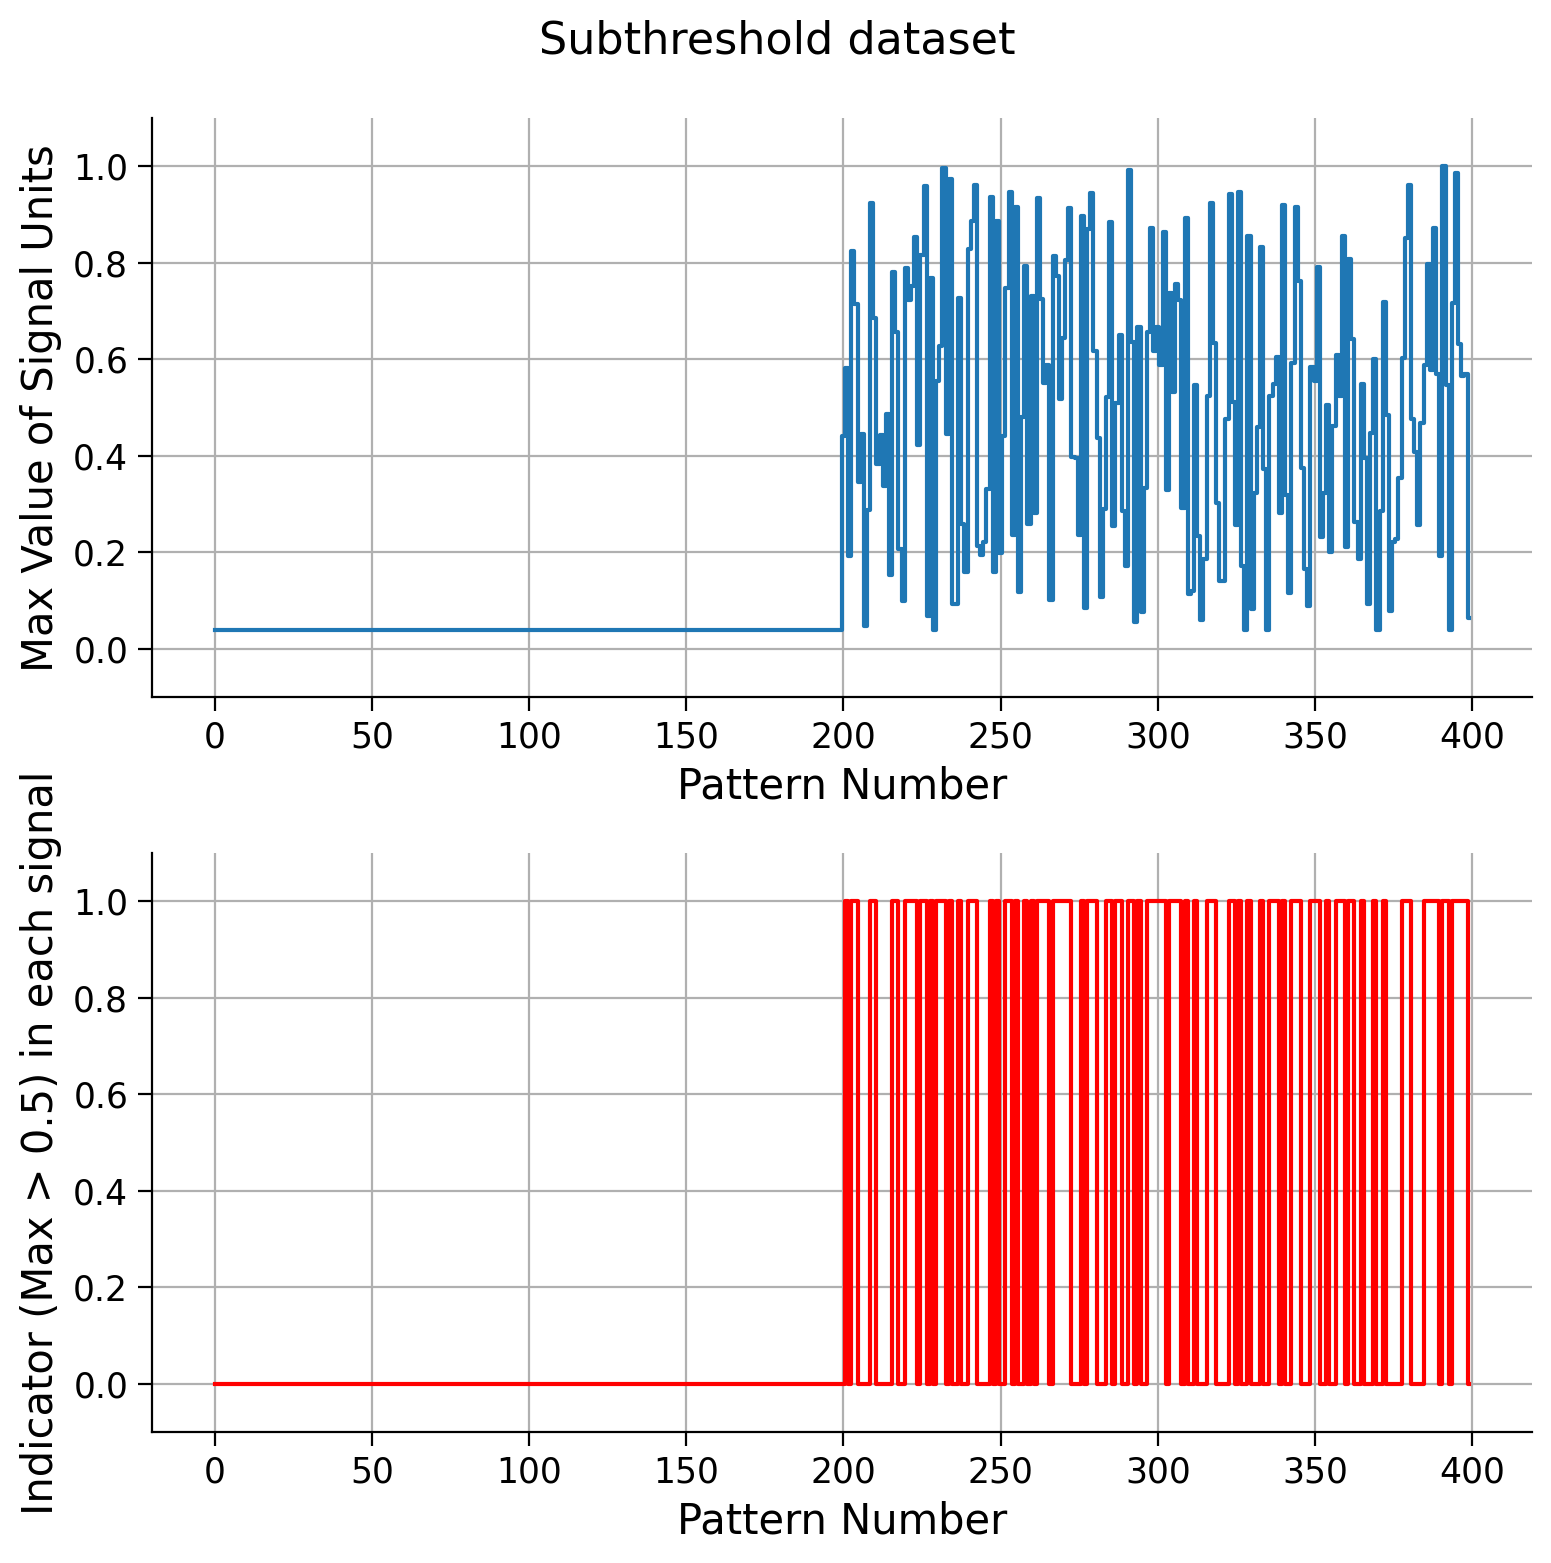 Subthreshold dataset
Max Value of Signal Units
1.0
0.8
0.6
0.4
0.2
0.0
0 50 100 150 200 250 300 350 400
Pattern Number
Indicator (Max > 0.5) in each signal
1.0
0.8
0.6
0.4
0.2
0.0
0 50 100 150 200 250 300 350 400
Pattern Number